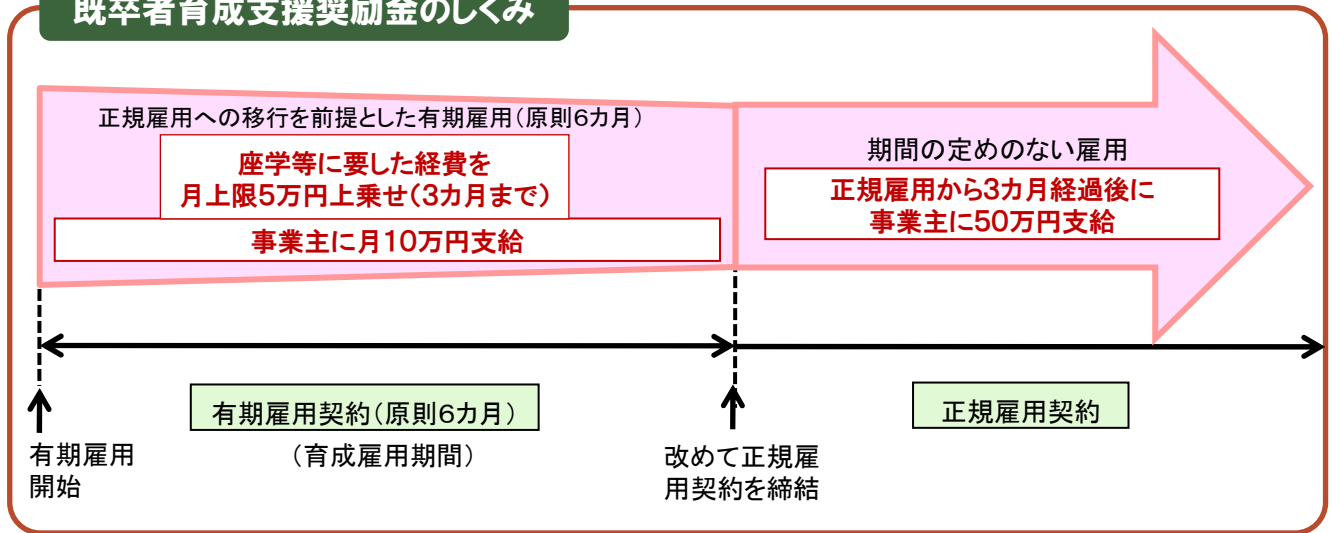 既卒者育成支援奨励金のしくみ
正規雇用への移行を前提とした有期雇用(原則6カ月)
座学等に要した経費を
月上限5万円上乗せ(3カ月まで)
事業主に月10万円支給
期間の定めのない雇用
正規雇用から3カ月経過後に
事業主に50万円支給
有期雇用契約(原則6カ月)
(育成雇用期間)
正規雇用契約
有期雇用
開始
改めて正規雇
用契約を締結